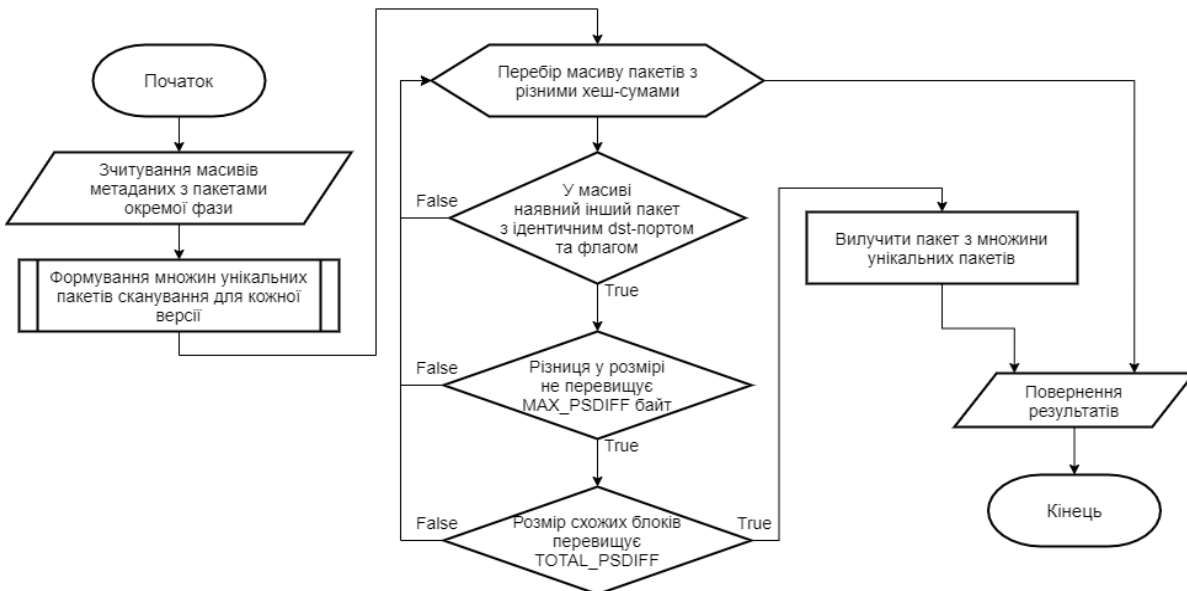 Початок
Зчитування масивів
метаданих з пакетами
окремої фази
Формування множин унікальних
пакетів сканування для кожної
версії
Перебір масиву пакетів з
різними хеш-сумами
False
У масиві
наявний інший пакет
з ідентичним dst-портом
та флагом
True
False
Різниця у розмірі
не перевищує
MAX_PSDIFF байт
True
False
Розмір схожих блоків
перевищує
TOTAL_PSDIFF
True
Вилучити пакет з множини
унікальних пакетів
Повернення
результатів
Кінець